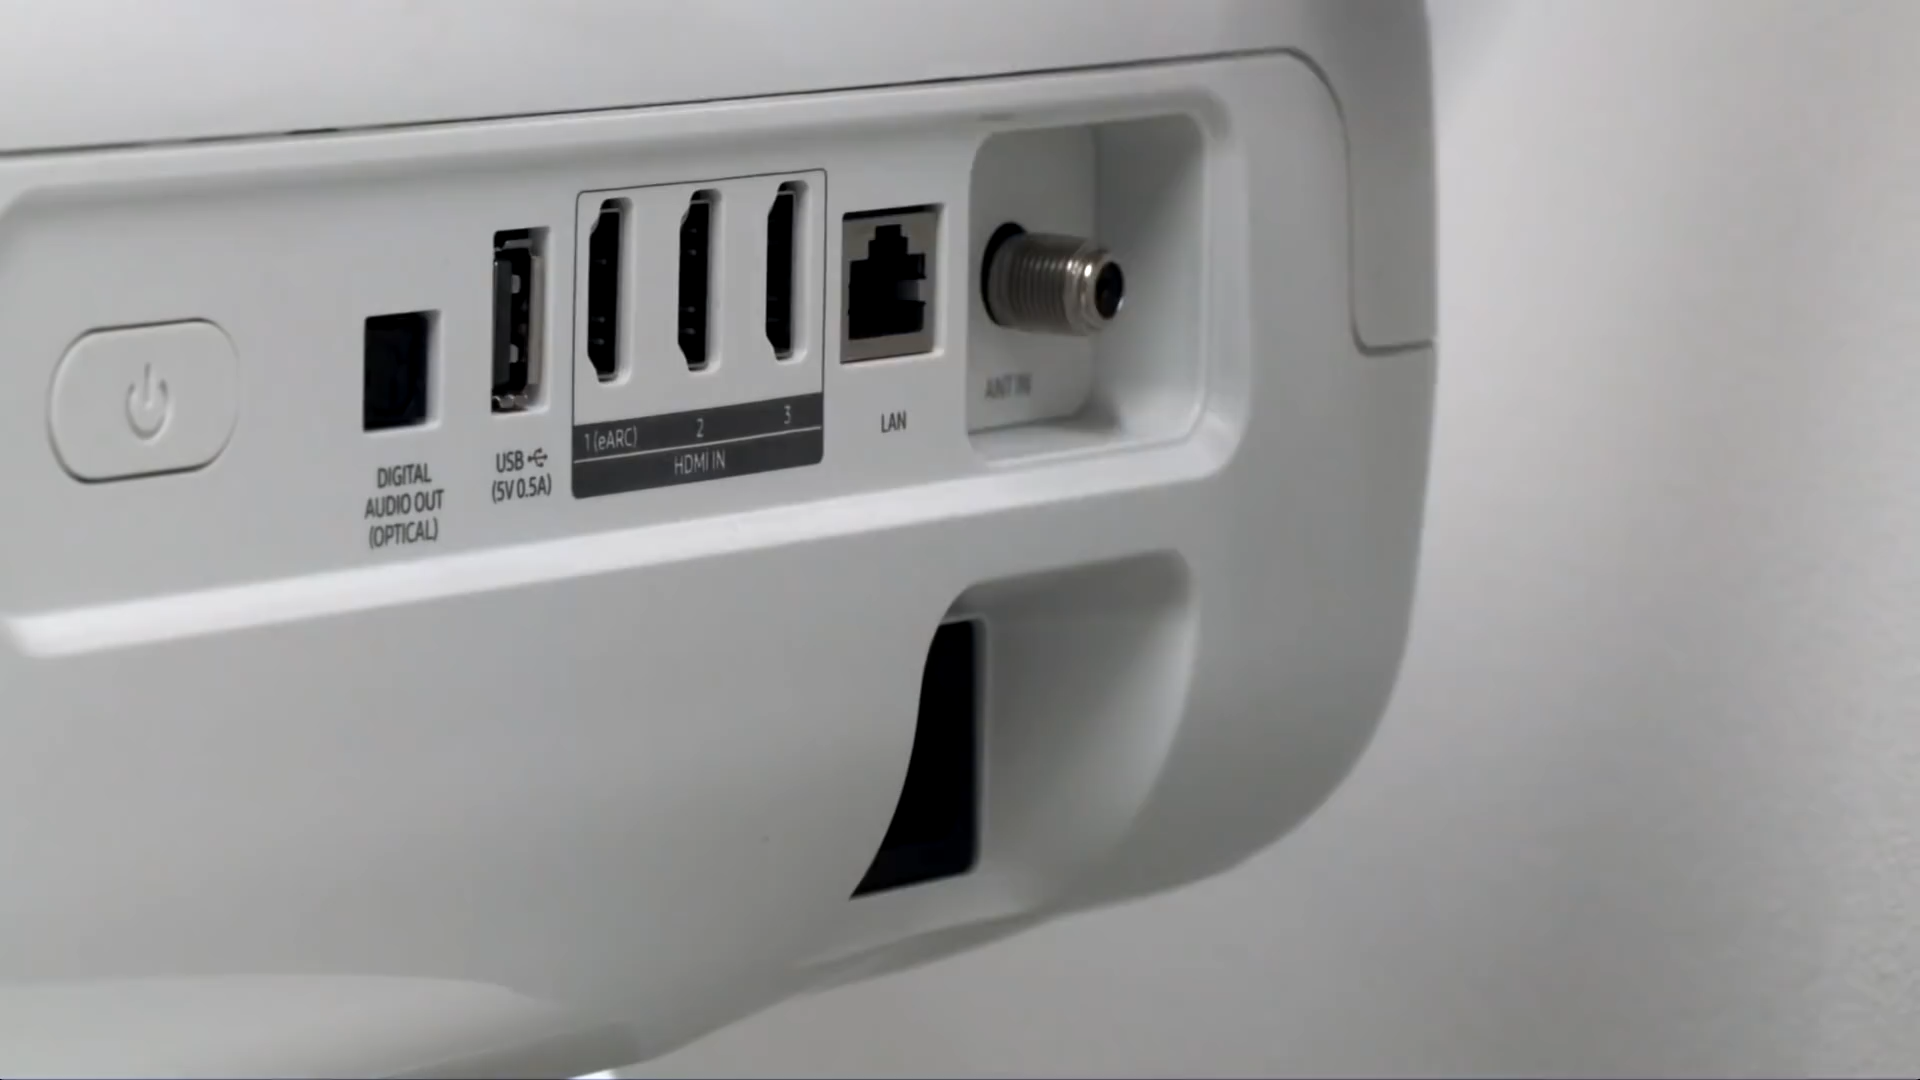 DIGITAL
AUDIO OUT
(OPTICAL)
USB
(5V 0.5A)
1 (eARC)
2
3
HDMI IN
LAN
ANT IN